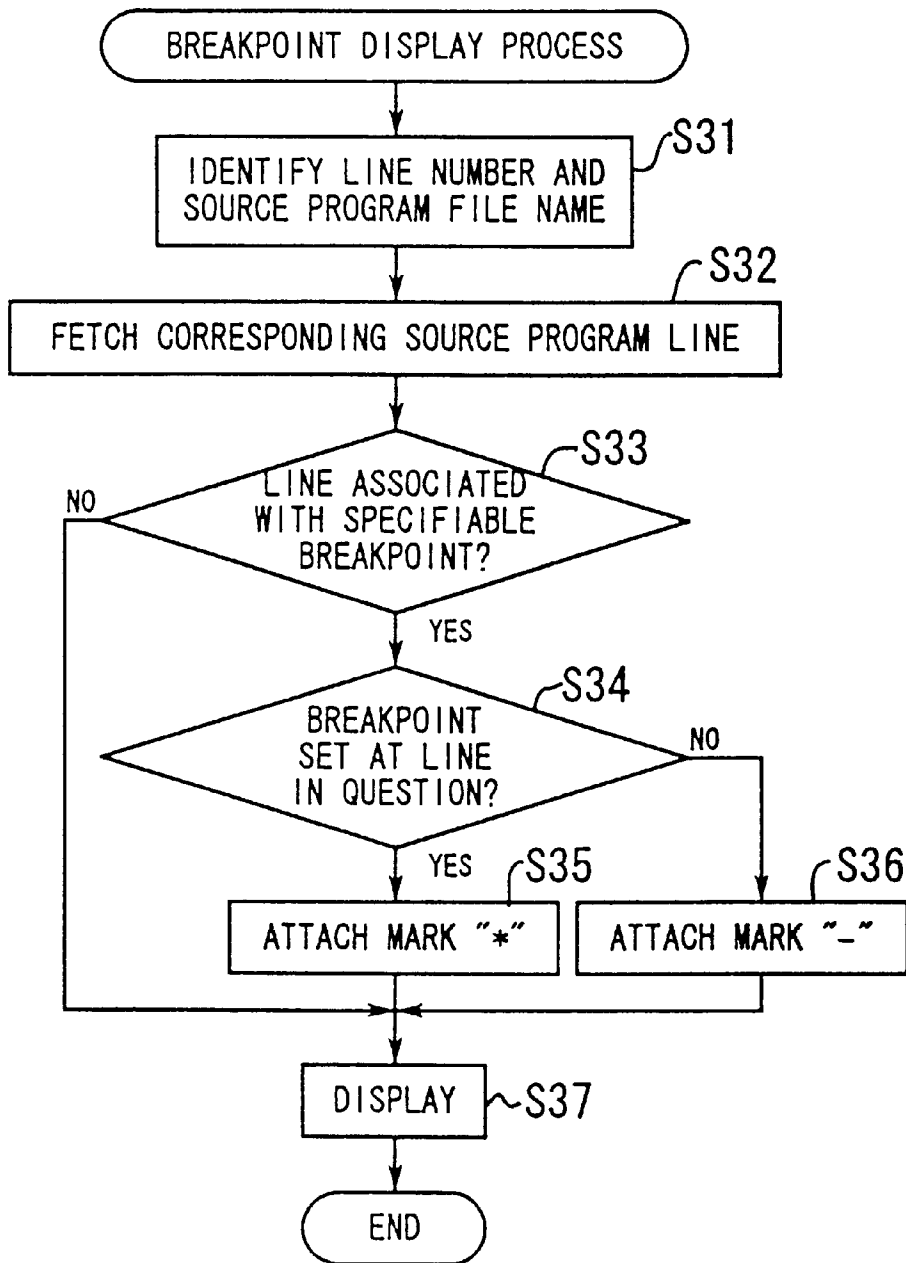 BREAKPOINT DISPLAY PROCESS
S31
IDENTIFY LINE NUMBER AND
SOURCE PROGRAM FILE NAME
S32
FETCH CORRESPONDING SOURCE PROGRAM LINE
S33
LINE ASSOCIATED
WITH SPECIFIABLE
BREAKPOINT?
NO
YES
S34
BREAKPOINT
SET AT LINE
IN QUESTION?
NO
YES
S35
ATTACH MARK "*"
S36
ATTACH MARK "-"
DISPLAY
S37
END